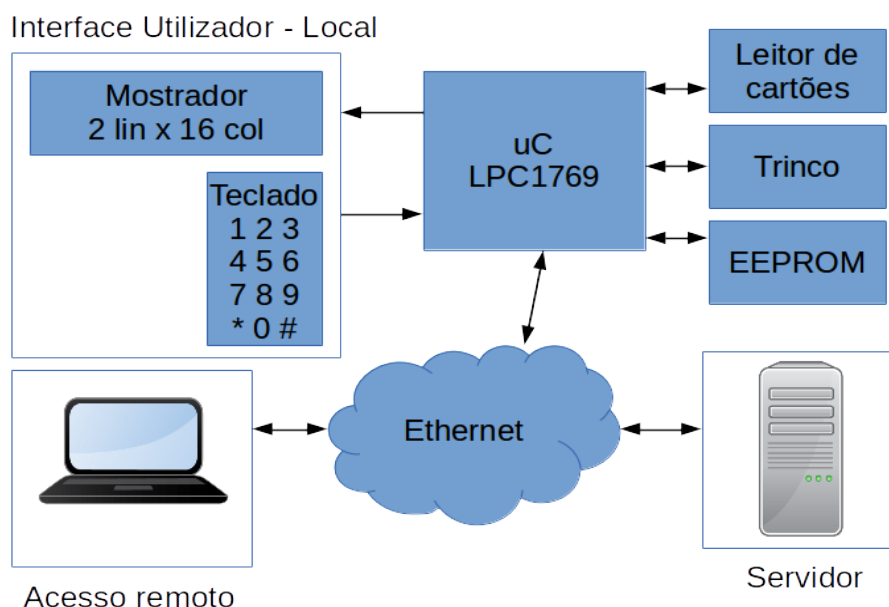 Interface Utilizador - Local
Mostrador
2 lin x 16 col
Teclado
1 2 3
4 5 6
7 8 9
* 0 #
uC
LPC1769
Leitor de
cartões
Trinco
EEPROM
Ethernet
Acesso remoto
Servidor